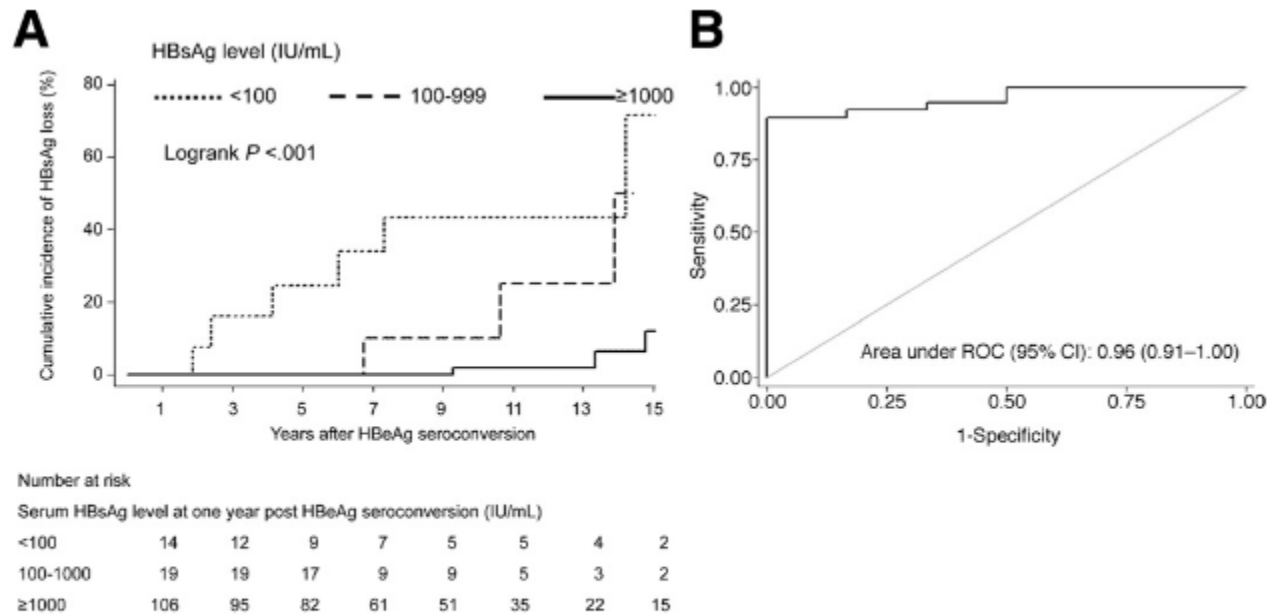 A
HBsAg level (IU/mL)
<100 100-999 ≥1000
Logrank P <.001
Cumulative incidence of HBsAg loss (%)
80
60
40
20
0
1 3 5 7 9 11 13 15
Years after HBeAg seroconversion
Number at risk
Serum HBsAg level at one year post HBeAg seroconversion (IU/mL)
<100 14 12 9 7 5 5 4 2
100-1000 19 19 17 9 9 5 3 2
≥1000 106 95 82 61 51 35 22 15
B
Sensitivity
1.00
0.75
0.50
0.25
0.00
Area under ROC (95% CI): 0.96 (0.91–1.00)
0.00 0.25 0.50 0.75 1.00
1-Specificity